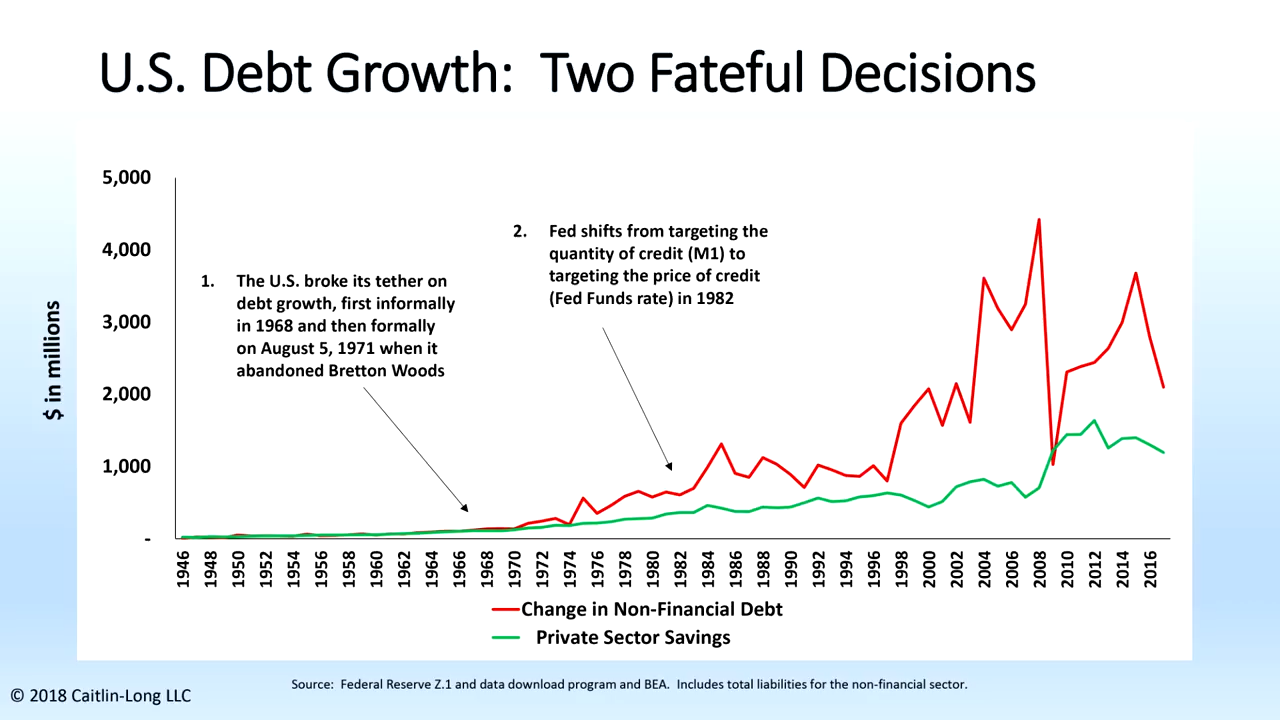 U.S. Debt Growth:  Two Fateful Decisions
$ in millions
5,000
4,000
3,000
2,000
1,000
-
1. The U.S. broke its tether on
debt growth, first informally
in 1968 and then formally
on August 5, 1971 when it
abandoned Bretton Woods
2. Fed shifts from targeting the
quantity of credit (M1) to
targeting the price of credit
(Fed Funds rate) in 1982
1946 1948 1950 1952 1954 1956 1958 1960 1962 1964 1966 1968 1970 1972 1974 1976 1978 1980 1982 1984 1986 1988 1990 1992 1994 1996 1998 2000 2002 2004 2006 2008 2010 2012 2014 2016
Change in Non-Financial Debt
Private Sector Savings
Source:  Federal Reserve Z.1 and data download program and BEA.  Includes total liabilities for the non-financial sector.
© 2018 Caitlin-Long LLC